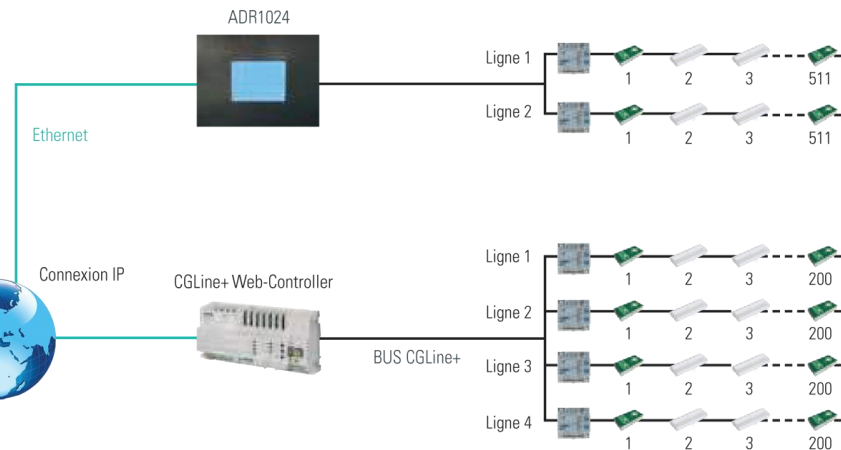 ADR1024
Ligne 1
1 2 3 511
Ligne 2
1 2 3 511
Ethernet
Connexion IP
CGLine+ Web-Controller
BUS CGLine+
Ligne 1
1 2 3 200
Ligne 2
1 2 3 200
Ligne 3
1 2 3 200
Ligne 4
1 2 3 200